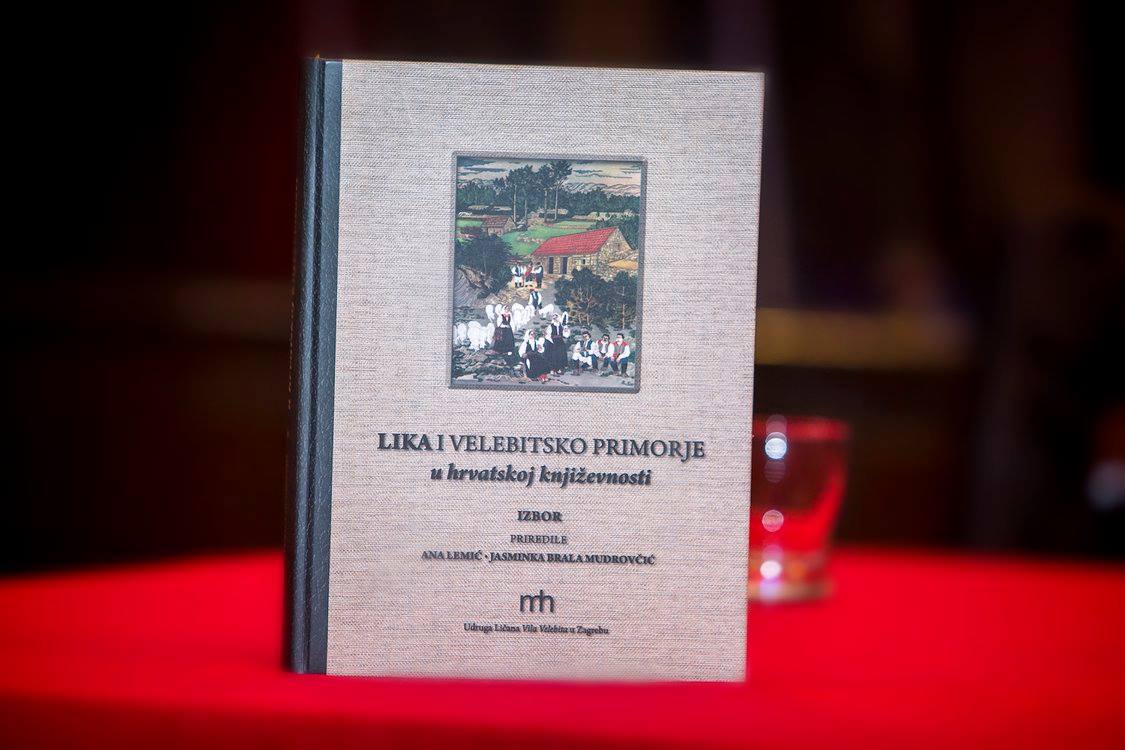 LIKA I VELEBITSKO PRIMORJE
u hrvatskoj književnosti
IZBOR
PRIREDILE
ANA LEMIĆ • JASMINKA BRALA MUDROVČIĆ
mh
Udruga Ličana Vila Velebita u Zagrebu